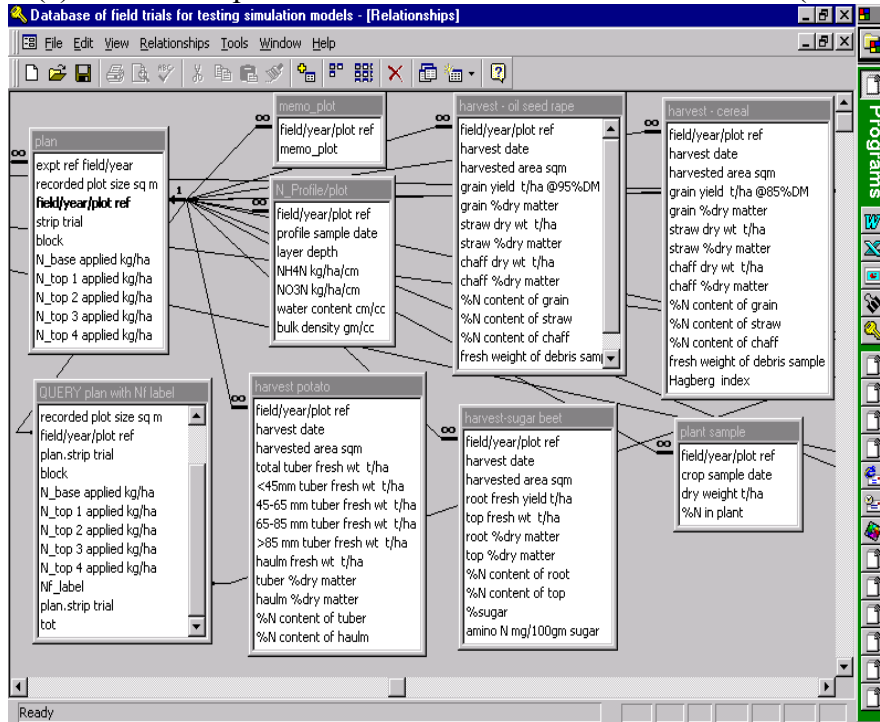 Database of field trials for testing simulation models - [Relationships]
File Edit View Relationships Tools Window Help
plan
expt ref field/year
recorded plot size sq m
field/year/plot ref
strip trial
block
N_base applied kg/ha
N_top 1 applied kg/ha
N_top 2 applied kg/ha
N_top 3 applied kg/ha
N_top 4 applied kg/ha
∞
1
memo_plot
field/year/plot ref
memo_plot
∞
N_Profile/plot
field/year/plot ref
profile sample date
layer depth
NH4N kg/ha/cm
NO3N kg/ha/cm
water content cm/cc
bulk density gm/cc
∞
harvest - oil seed rape
field/year/plot ref
harvest date
harvested area sqm
grain yield t/ha @95%DM
grain %dry matter
straw dry wt t/ha
straw %dry matter
chaff dry wt t/ha
chaff %dry matter
%N content of grain
%N content of straw
%N content of chaff
fresh weight of debris sam
∞
harvest - cereal
field/year/plot ref
harvest date
harvested area sqm
grain yield t/ha @85%DM
grain %dry matter
straw dry wt t/ha
straw %dry matter
chaff dry wt t/ha
chaff %dry matter
%N content of grain
%N content of straw
%N content of chaff
fresh weight of debris sample
Hagberg index
∞
QUERY plan with Nf label
recorded plot size sq m
field/year/plot ref
plan.strip trial
block
N_base applied kg/ha
N_top 1 applied kg/ha
N_top 2 applied kg/ha
N_top 3 applied kg/ha
N_top 4 applied kg/ha
Nf_label
plan.strip trial
tot
harvest potato
field/year/plot ref
harvest date
harvested area sqm
total tuber fresh wt t/ha
<45mm tuber fresh wt t/ha
45-65 mm tuber fresh wt t/ha
65-85 mm tuber fresh wt t/ha
>85 mm tuber fresh wt t/ha
haulm fresh wt t/ha
tuber %dry matter
haulm %dry matter
%N content of tuber
%N content of haulm
∞
harvest-sugar beet
field/year/plot ref
harvest date
harvested area sqm
root fresh yield t/ha
top fresh wt t/ha
root %dry matter
top %dry matter
%N content of root
%N content of top
%sugar
amino N mg/100gm sugar
∞
plant sample
field/year/plot ref
crop sample date
dry weight t/ha
%N in plant
∞
Programs
Ready